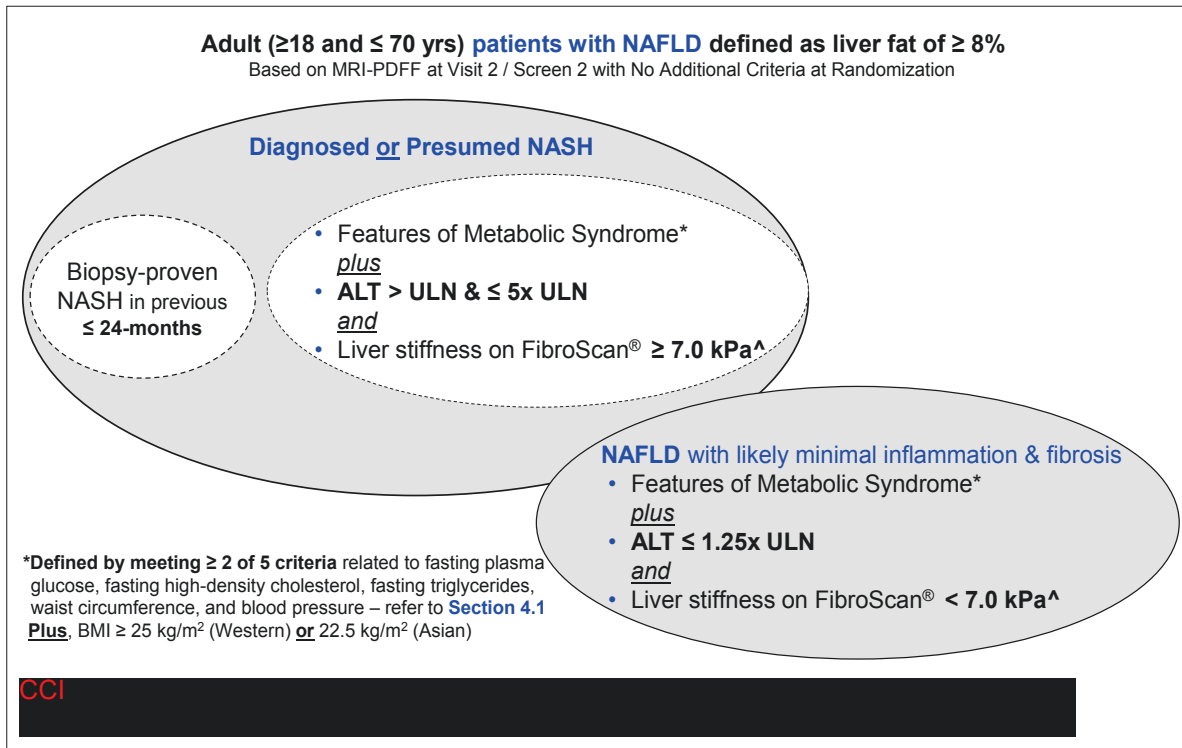 Adult (≥18 and ≤ 70 yrs) patients with NAFLD defined as liver fat of ≥ 8%
Based on MRI-PDFF at Visit 2 / Screen 2 with No Additional Criteria at Randomization
Diagnosed or Presumed NASH
Biopsy-proven
NASH in previous
≤ 24-months
• Features of Metabolic Syndrome*
plus
• ALT > ULN & ≤ 5x ULN
and
• Liver stiffness on FibroScan® ≥ 7.0 kPa^
NAFLD with likely minimal inflammation & fibrosis
• Features of Metabolic Syndrome*
plus
• ALT ≤ 1.25x ULN
and
• Liver stiffness on FibroScan® < 7.0 kPa^
*Defined by meeting ≥ 2 of 5 criteria related to fasting plasma
glucose, fasting high-density cholesterol, fasting triglycerides,
waist circumference, and blood pressure – refer to Section 4.1
Plus, BMI ≥ 25 kg/m² (Western) or 22.5 kg/m² (Asian)
CCI